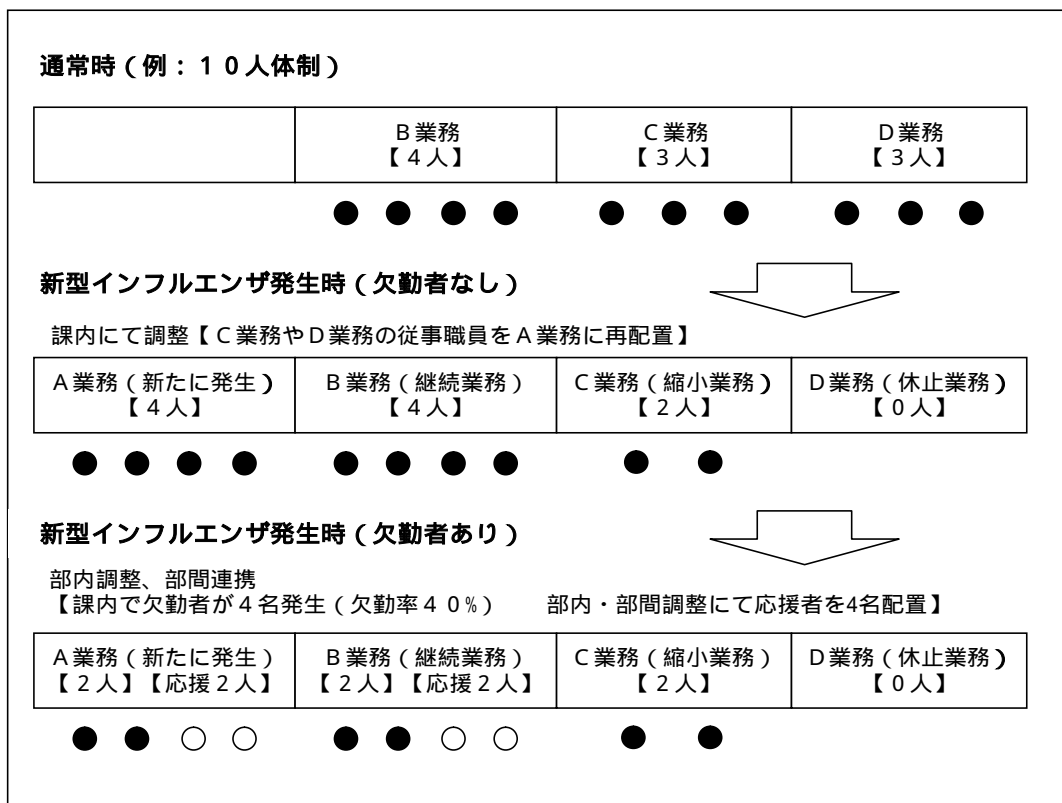 通常時（例：１０人体制）
B業務
【４人】
C業務
【３人】
D業務
【３人】
新型インフルエンザ発生時（欠勤者なし）
課内にて調整【C業務やD業務の従事職員をA業務に再配置】
A業務（新たに発生）
【４人】
B業務（継続業務）
【４人】
C業務（縮小業務）
【２人】
D業務（休止業務）
【０人】
新型インフルエンザ発生時（欠勤者あり）
部内調整、部間連携
【課内で欠勤者が４名発生（欠勤率４０％）　　部内・部間調整にて応援者を4名配置】
A業務（新たに発生）
【２人】【応援２人】
B業務（継続業務）
【２人】【応援２人】
C業務（縮小業務）
【２人】
D業務（休止業務）
【０人】